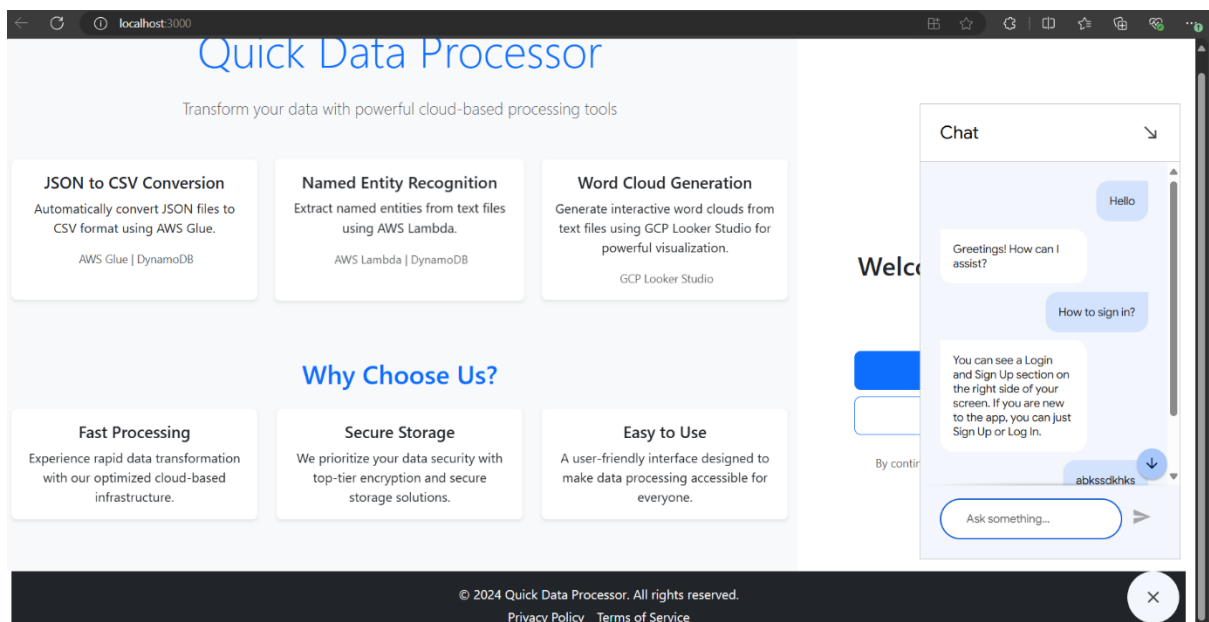 localhost:3000
Quick Data Processor
Transform your data with powerful cloud-based processing tools
JSON to CSV Conversion
Automatically convert JSON files to
CSV format using AWS Glue.
AWS Glue | DynamoDB
Named Entity Recognition
Extract named entities from text files
using AWS Lambda.
AWS Lambda | DynamoDB
Word Cloud Generation
Generate interactive word clouds from
text files using GCP Looker Studio for
powerful visualization.
GCP Looker Studio
Why Choose Us?
Fast Processing
Experience rapid data transformation
with our optimized cloud-based
infrastructure.
Secure Storage
We prioritize your data security with
top-tier encryption and secure
storage solutions.
Easy to Use
A user-friendly interface designed to
make data processing accessible for
everyone.
Welc
By contin
Chat
Hello
Greetings! How can I
assist?
How to sign in?
You can see a Login
and Sign Up section on
the right side of your
screen. If you are new
to the app, you can just
Sign Up or Log In.
abkssdkhks
Ask something...
© 2024 Quick Data Processor. All rights reserved.
Privacy Policy Terms of Service